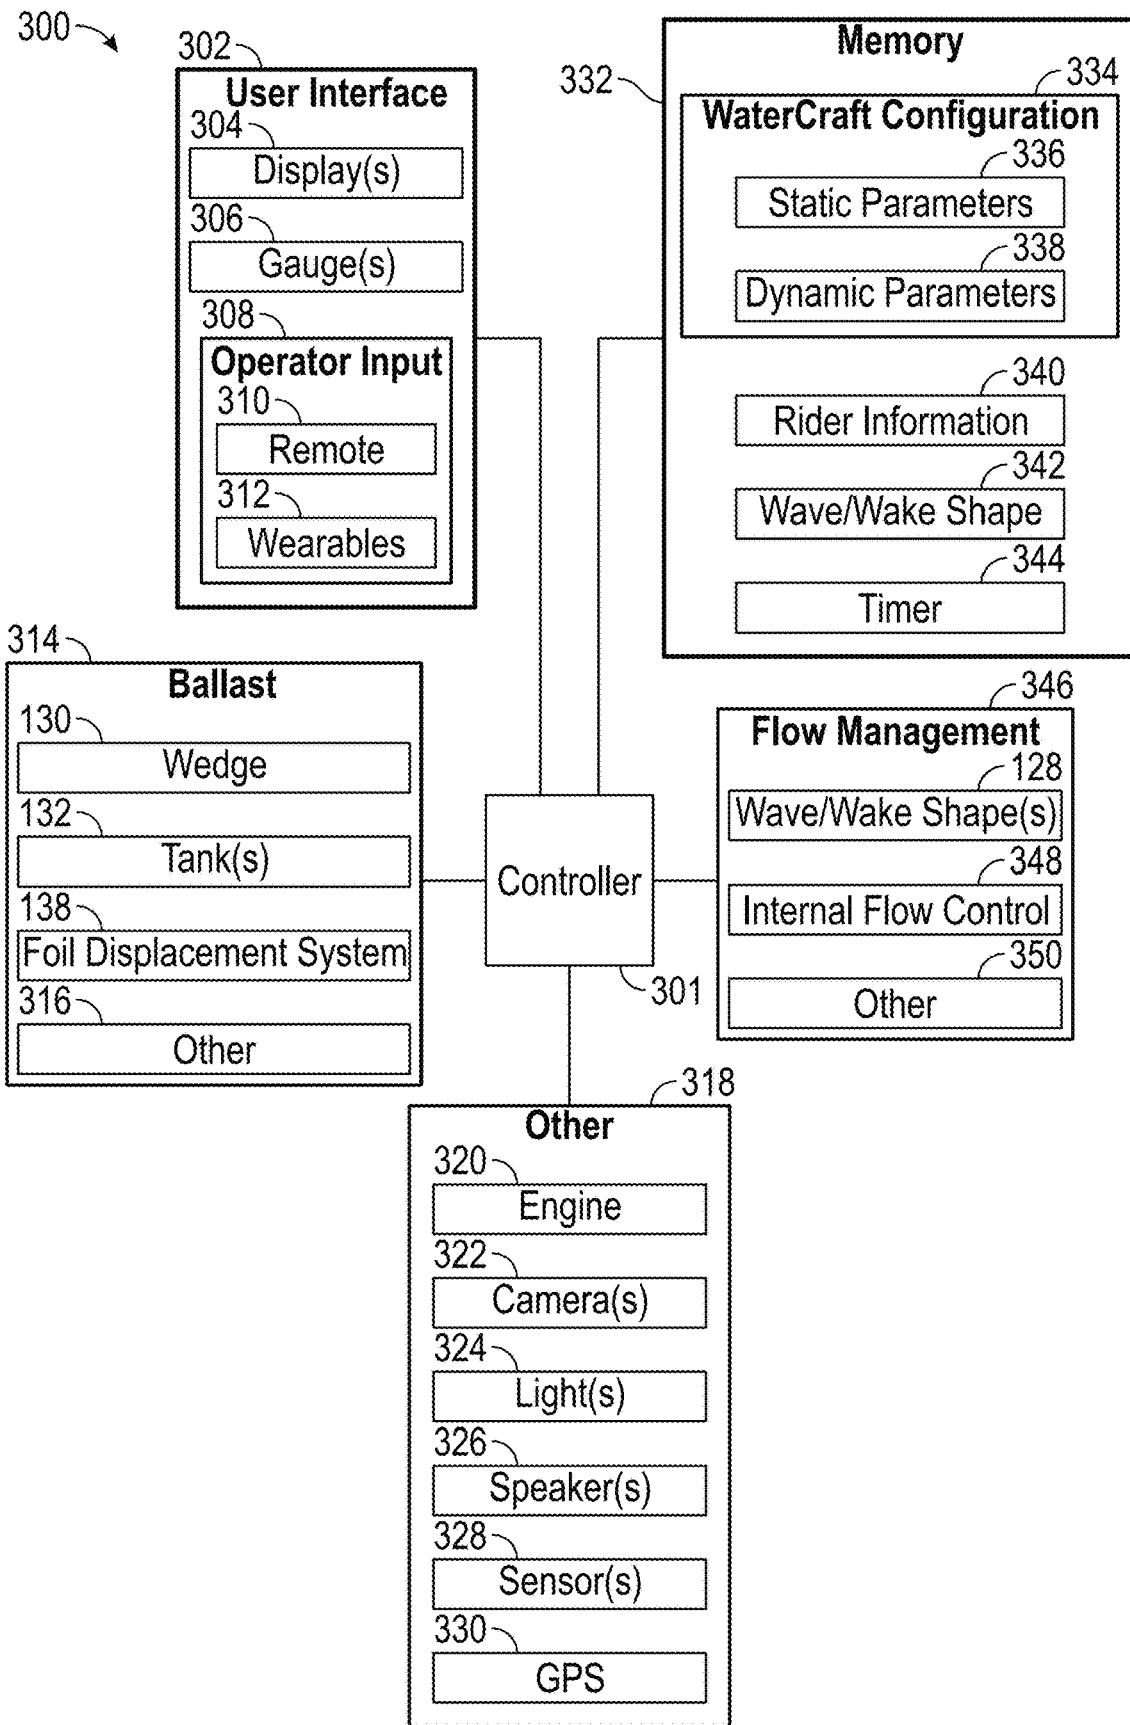 300
302
User Interface
304
Display(s)
306
Gauge(s)
308
Operator Input
310
Remote
312
Wearables
Memory
332
334
WaterCraft Configuration
336
Static Parameters
338
Dynamic Parameters
340
Rider Information
342
Wave/Wake Shape
344
Timer
314
Ballast
130
Wedge
132
Tank(s)
138
Foil Displacement System
316
Other
Controller
301
346
Flow Management
128
Wave/Wake Shape(s)
348
Internal Flow Control
350
Other
318
Other
320
Engine
322
Camera(s)
324
Light(s)
326
Speaker(s)
328
Sensor(s)
330
GPS